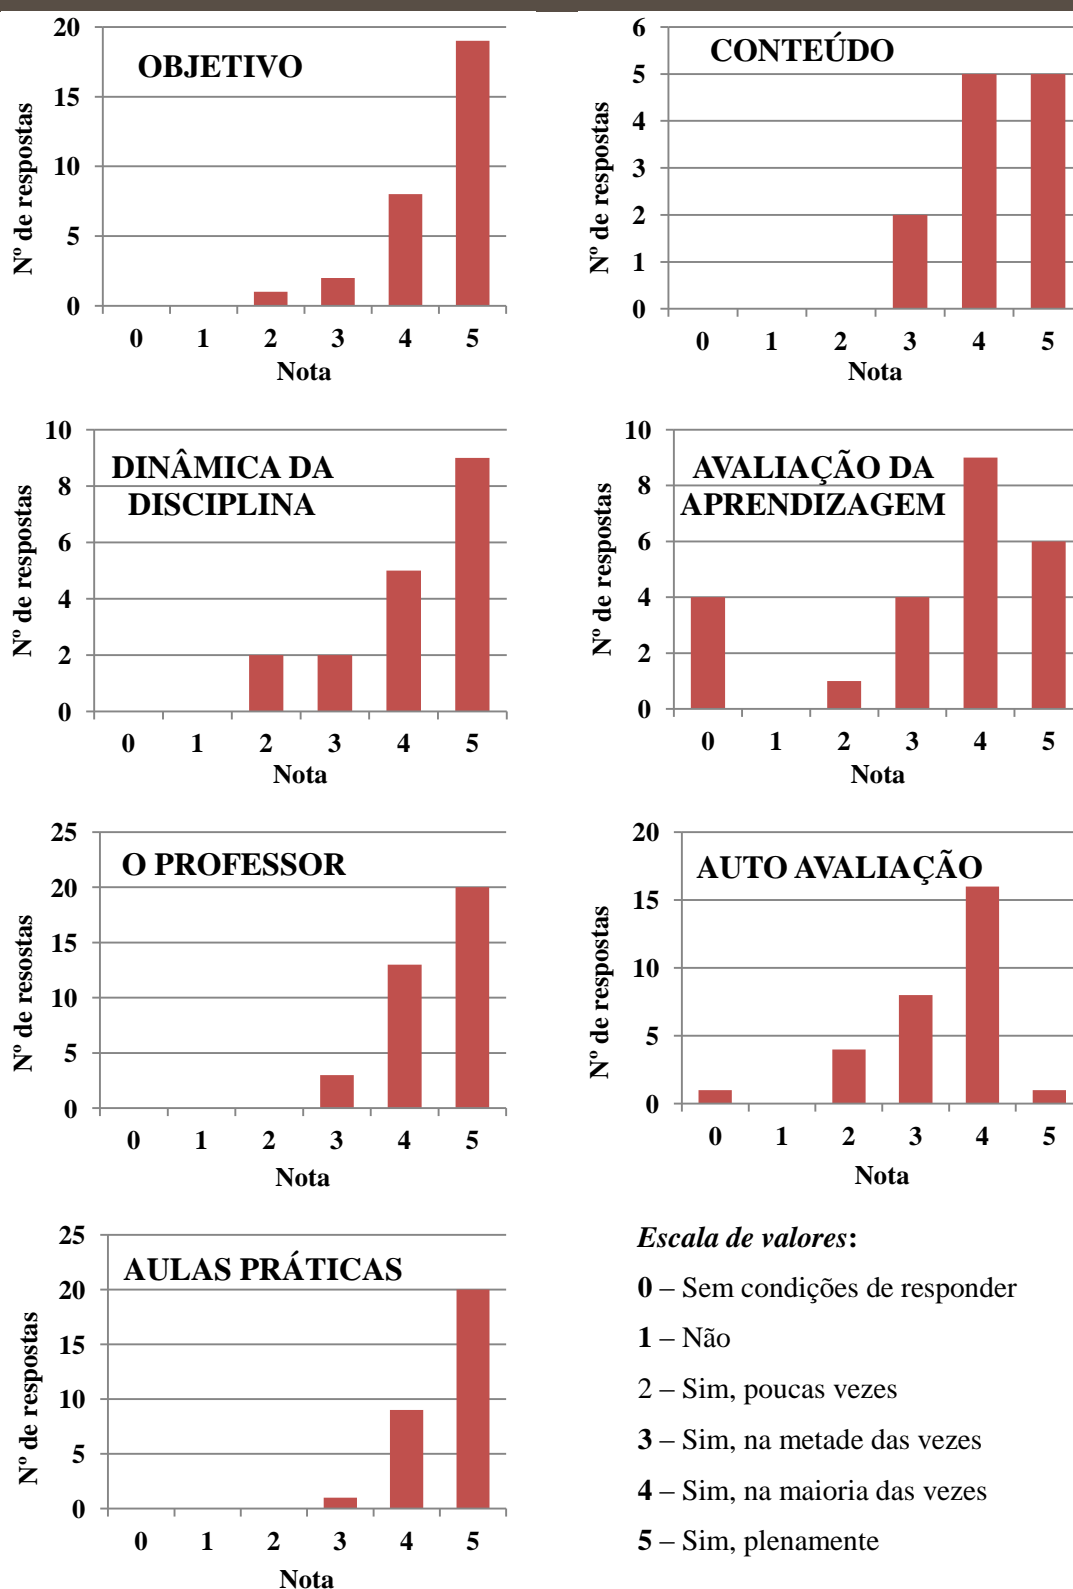 OBJETIVO
20
15
10
5
0
Nº de respostas
0 1 2 3 4 5
Nota
CONTEÚDO
6
5
4
3
2
1
0
Nº de respostas
0 1 2 3 4 5
Nota
DINÂMICA DA
DISCIPLINA
10
8
6
4
2
0
Nº de respostas
0 1 2 3 4 5
Nota
AVALIAÇÃO DA
APRENDIZAGEM
10
8
6
4
2
0
Nº de respostas
0 1 2 3 4 5
Nota
O PROFESSOR
25
20
15
10
5
0
Nº de resostas
0 1 2 3 4 5
Nota
AUTO AVALIAÇÃO
20
15
10
5
0
Nº de respostas
0 1 2 3 4 5
Nota
AULAS PRÁTICAS
25
20
15
10
5
0
Nº de respostas
0 1 2 3 4 5
Nota
Escala de valores:
0 – Sem condições de responder
1 – Não
2 – Sim, poucas vezes
3 – Sim, na metade das vezes
4 – Sim, na maioria das vezes
5 – Sim, plenamente